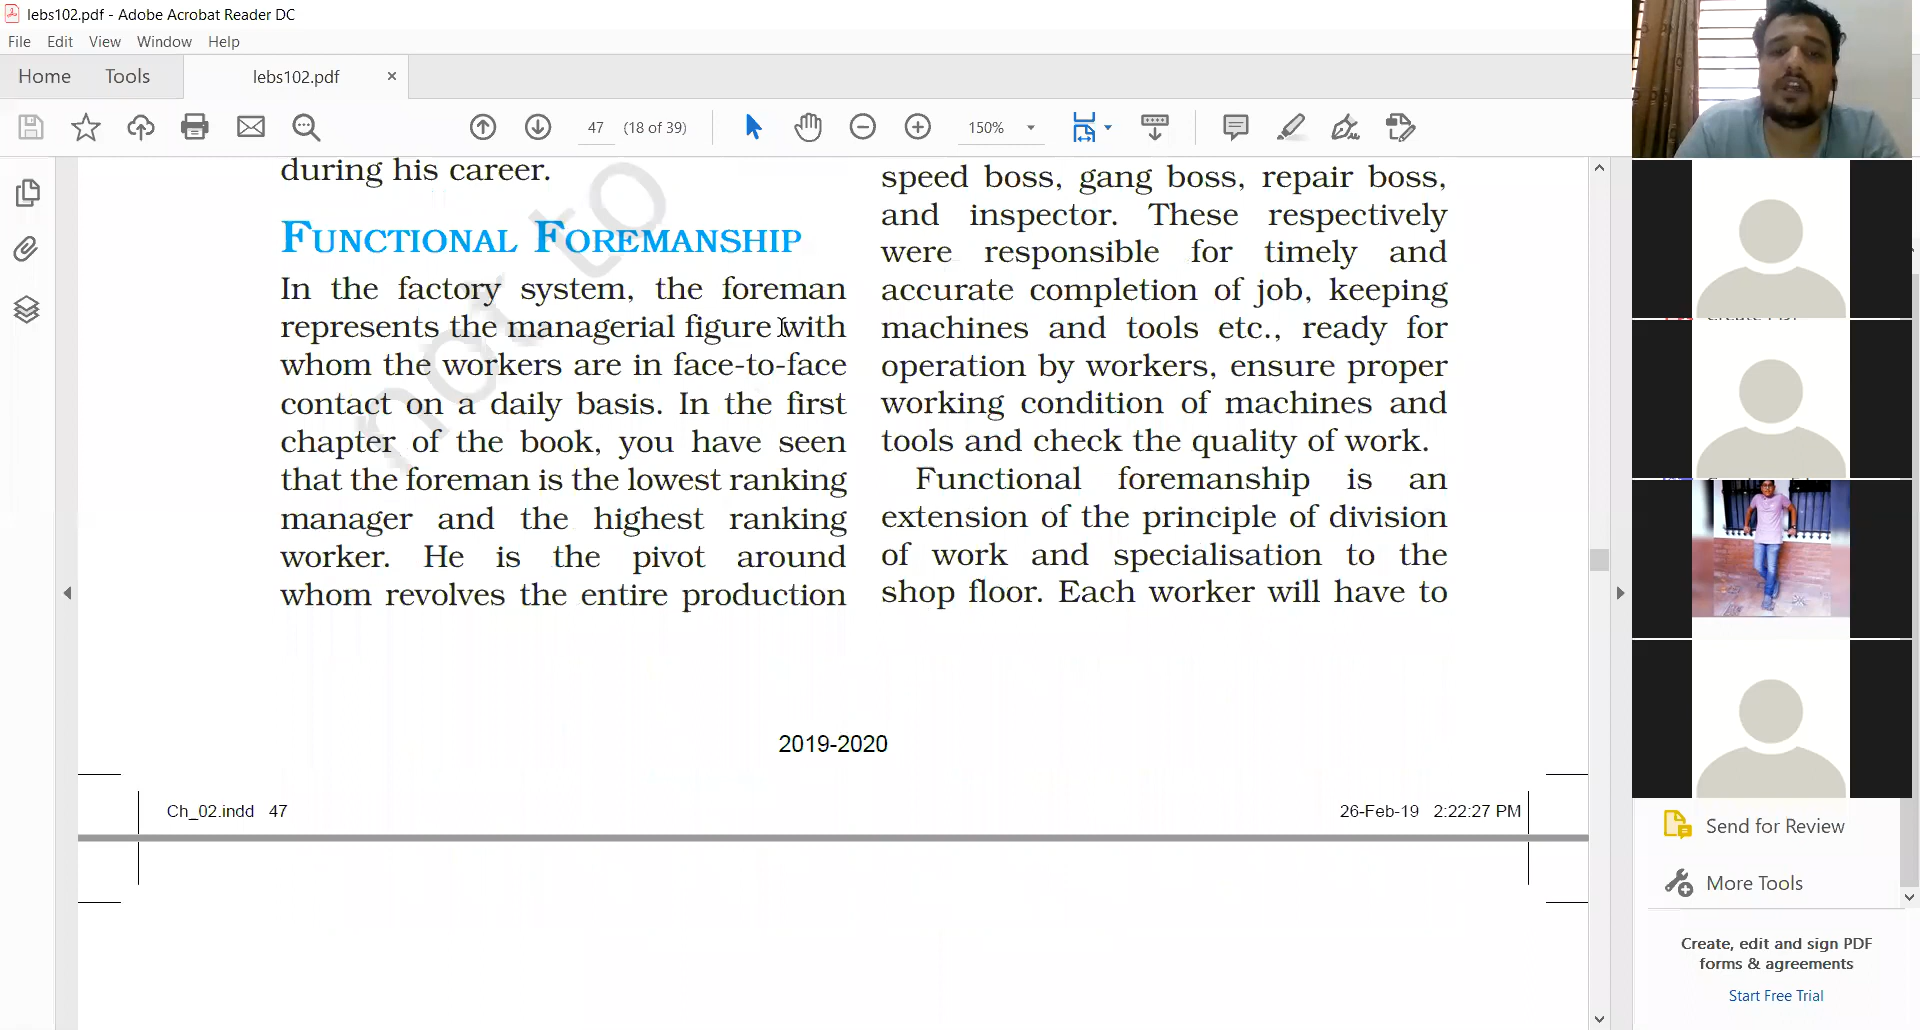 lebs102.pdf - Adobe Acrobat Reader DC
File Edit View Window Help
Home Tools lebs102.pdf ×
47 (18 of 39) 150%
during his career.
FUNCTIONAL FOREMANSHIP
In the factory system, the foreman
represents the managerial figure with
whom the workers are in face-to-face
contact on a daily basis. In the first
chapter of the book, you have seen
that the foreman is the lowest ranking
manager and the highest ranking
worker. He is the pivot around
whom revolves the entire production
speed boss, gang boss, repair boss,
and inspector. These respectively
were responsible for timely and
accurate completion of job, keeping
machines and tools etc., ready for
operation by workers, ensure proper
working condition of machines and
tools and check the quality of work.
Functional foremanship is an
extension of the principle of division
of work and specialisation to the
shop floor. Each worker will have to
not to
2019-2020
Ch_02.indd 47
26-Feb-19 2:22:27 PM
Send for Review
More Tools
Create, edit and sign PDF
forms & agreements
Start Free Trial